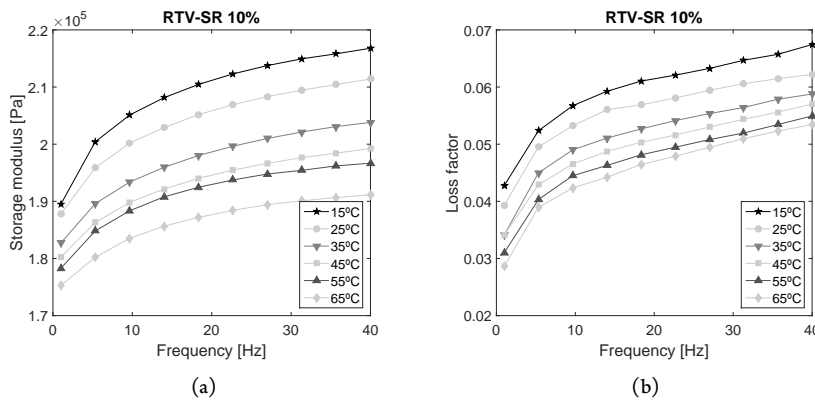 RTV-SR 10%
×10⁵
2.2
2.1
2
1.9
1.8
1.7
Storage modulus [Pa]
0 10 20 30 40
Frequency [Hz]
15ºC
25ºC
35ºC
45ºC
55ºC
65ºC
(a)
RTV-SR 10%
0.07
0.06
0.05
0.04
0.03
0.02
Loss factor
0 10 20 30 40
Frequency [Hz]
15ºC
25ºC
35ºC
45ºC
55ºC
65ºC
(b)